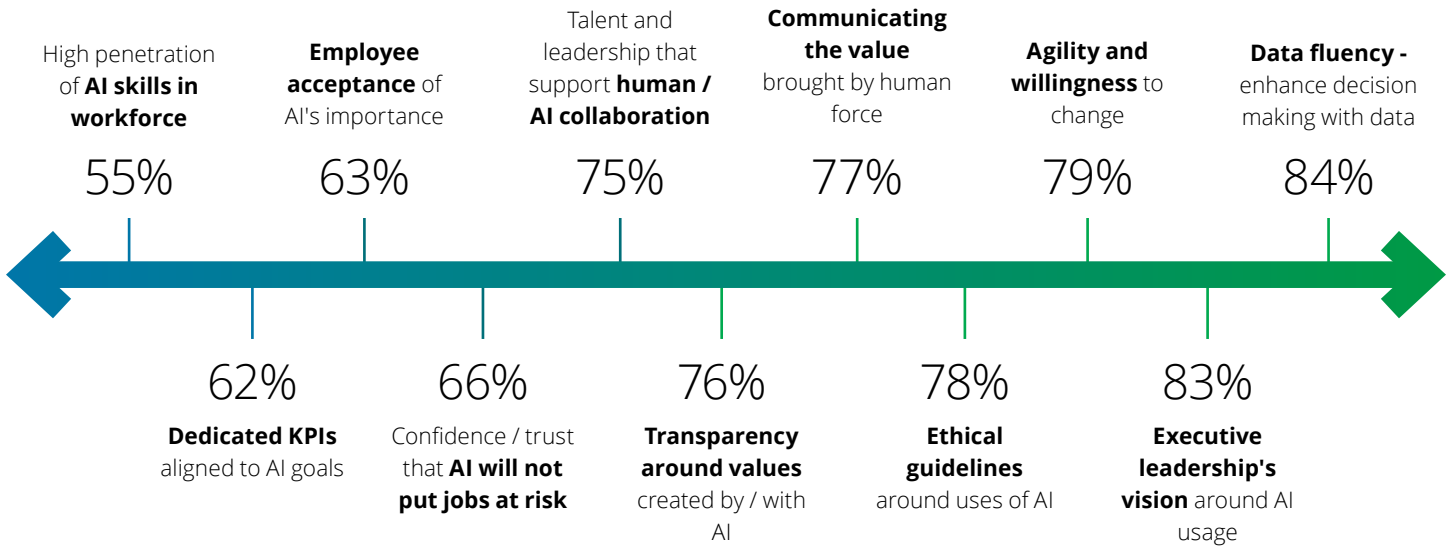 High penetration
of AI skills in
workforce
55%
Employee
acceptance of
AI's importance
63%
Talent and
leadership that
support human /
AI collaboration
75%
Communicating
the value
brought by human
force
77%
Agility and
willingness to
change
79%
Data fluency -
enhance decision
making with data
84%
62%
Dedicated KPIs
aligned to AI goals
66%
Confidence / trust
that AI will not
put jobs at risk
76%
Transparency
around values
created by / with
AI
78%
Ethical
guidelines
around uses of AI
83%
Executive
leadership's
vision around AI
usage